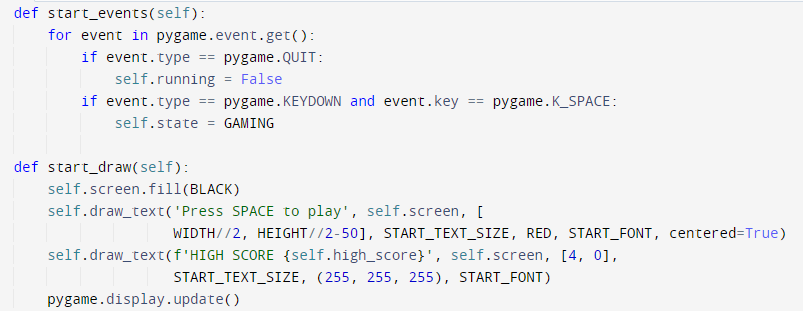 def start_events(self):
    for event in pygame.event.get():
        if event.type == pygame.QUIT:
            self.running = False
        if event.type == pygame.KEYDOWN and event.key == pygame.K_SPACE:
            self.state = GAMING

def start_draw(self):
    self.screen.fill(BLACK)
    self.draw_text('Press SPACE to play', self.screen, [
                   WIDTH//2, HEIGHT//2-50], START_TEXT_SIZE, RED, START_FONT, centered=True)
    self.draw_text(f'HIGH SCORE {self.high_score}', self.screen, [4, 0],
                   START_TEXT_SIZE, (255, 255, 255), START_FONT)
    pygame.display.update()